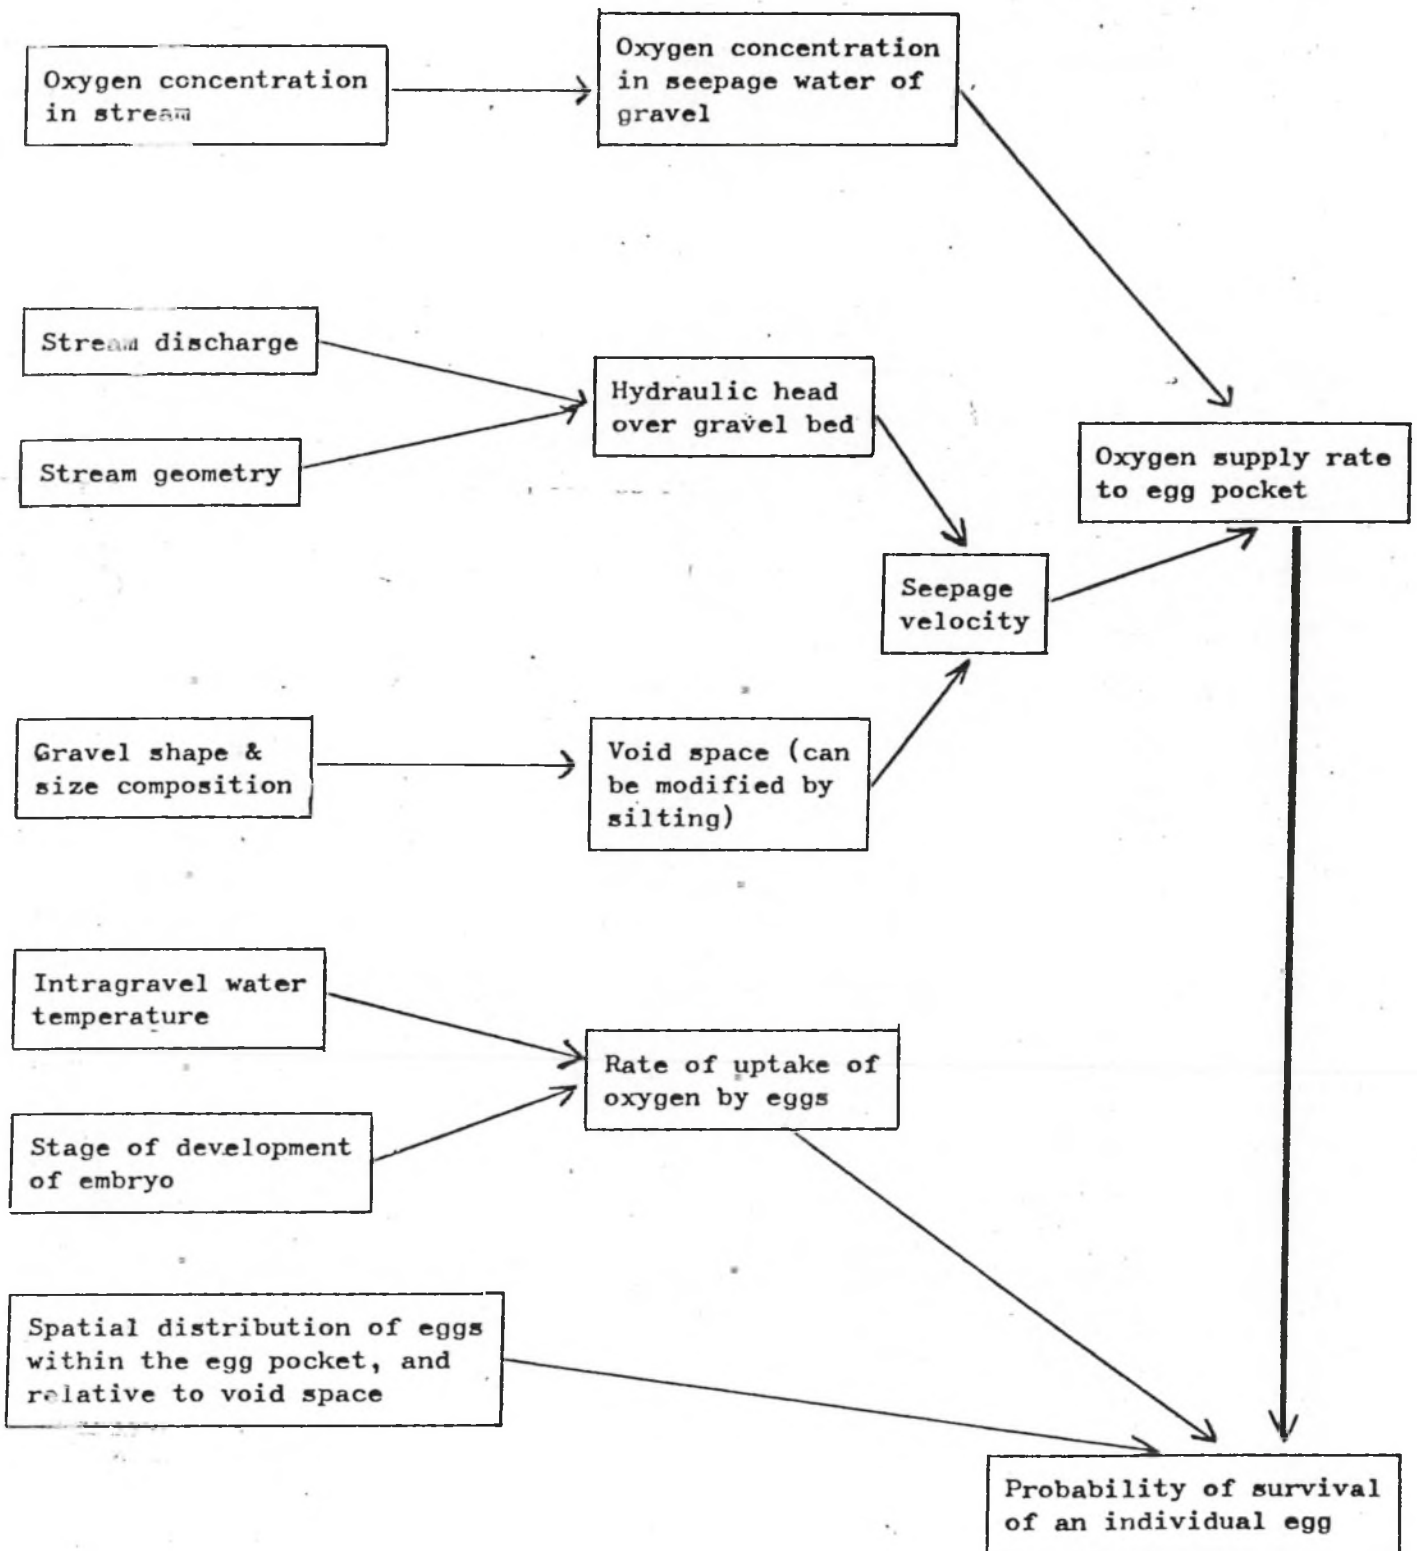 Oxygen concentration
in stream
Oxygen concentration
in seepage water of
gravel
Stream discharge
Stream geometry
Hydraulic head
over gravel bed
Oxygen supply rate
to egg pocket
Seepage
velocity
Gravel shape &
size composition
Void space (can
be modified by
silting)
Intragravel water
temperature
Stage of development
of embryo
Rate of uptake of
oxygen by eggs
Spatial distribution of eggs
within the egg pocket, and
relative to void space
Probability of survival
of an individual egg